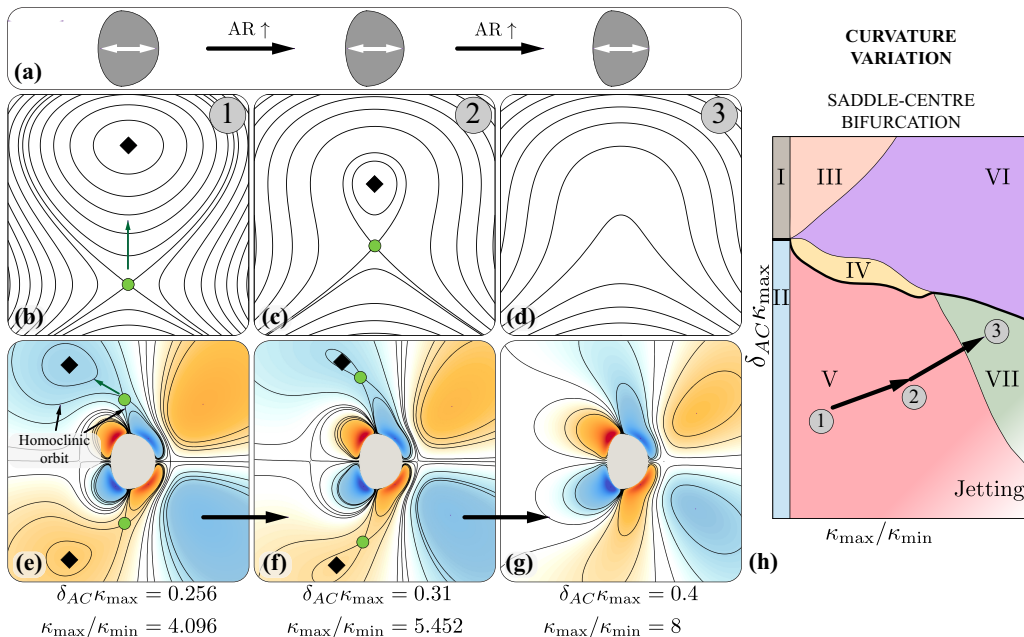 AR ↑
AR ↑
(a)
1
2
3
(b)
(c)
(d)
Homoclinic
orbit
(e)
(f)
(g)
δ_AC κ_max = 0.256
δ_AC κ_max = 0.31
δ_AC κ_max = 0.4
κ_max/κ_min = 4.096
κ_max/κ_min = 5.452
κ_max/κ_min = 8
CURVATURE
VARIATION
SADDLE-CENTRE
BIFURCATION
I
III
VI
IV
II
δ_AC κ_max
3
V
VII
2
1
Jetting
κ_max/κ_min
(h)